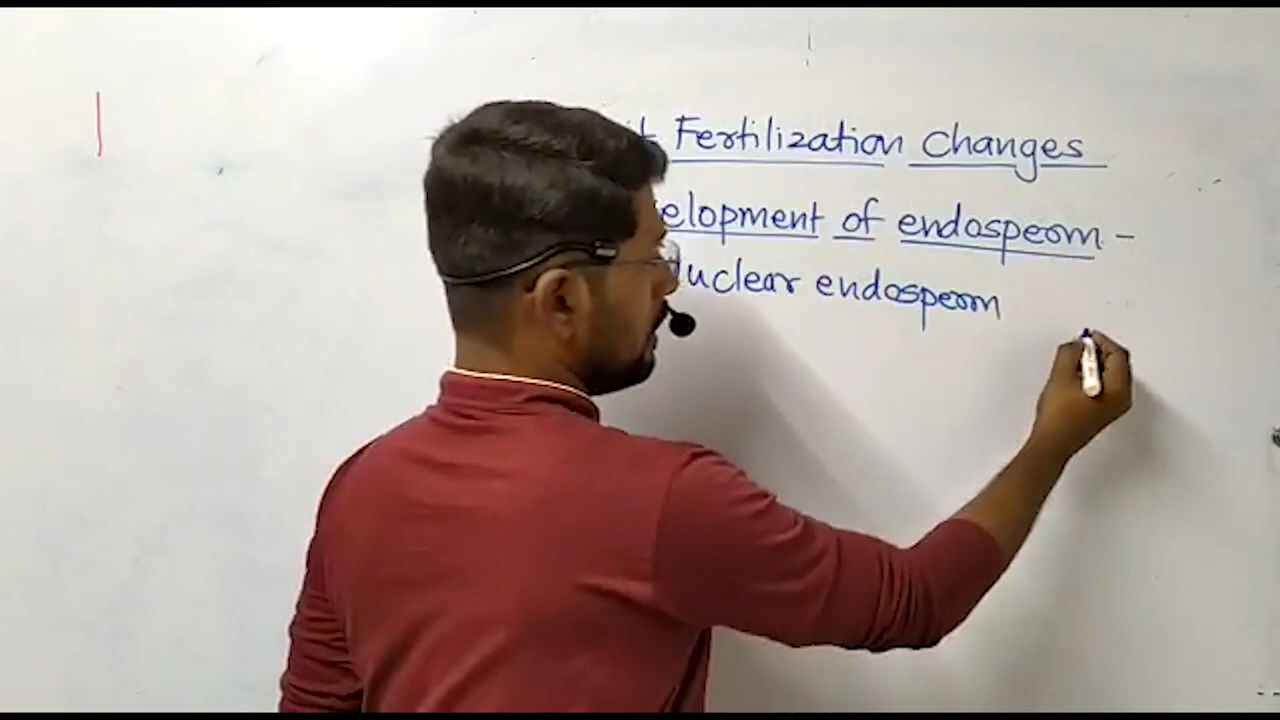 Fertilization Changes
elopment of endosperm -
uclear endosperm